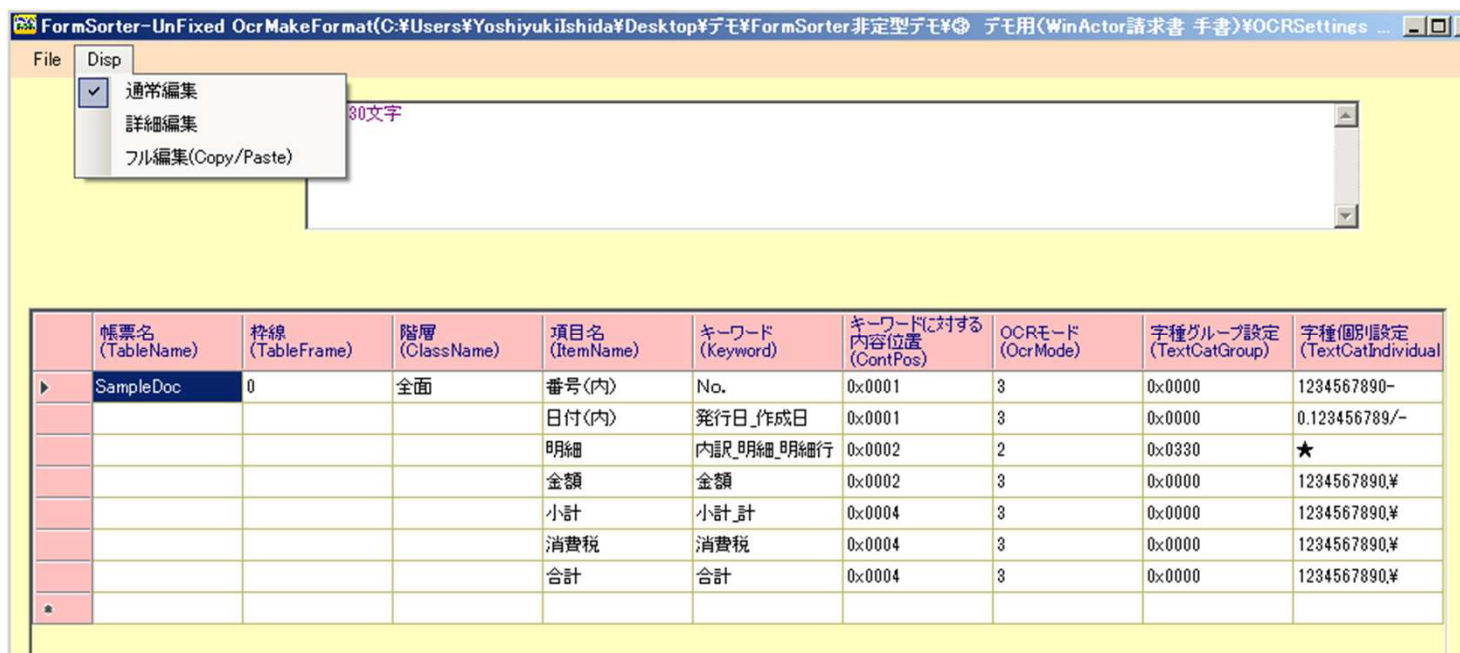 FormSorter-UnFixed OcrMakeFormat(C:¥Users¥YoshiyukiIshida¥Desktop¥デモ¥FormSorter非定型デモ¥③ デモ用(WinActor請求書 手書)¥OCRSettings ...
File Disp
通常編集
詳細編集
フル編集(Copy/Paste)
30文字
帳票名 (TableName) 枠線 (TableFrame) 階層 (ClassName) 項目名 (ItemName) キーワード (Keyword) キーワードに対する内容位置 (ContPos) OCRモード (OcrMode) 字種グループ設定 (TextCatGroup) 字種個別設定 (TextCatIndividual
SampleDoc 0 全面 番号(内) No. 0x0001 3 0x0000 1234567890-
日付(内) 発行日_作成日 0x0001 3 0x0000 0.123456789/-
明細 内訳_明細_明細行 0x0002 2 0x0330 ★
金額 金額 0x0002 3 0x0000 1234567890,¥
小計 小計_計 0x0004 3 0x0000 1234567890,¥
消費税 消費税 0x0004 3 0x0000 1234567890,¥
合計 合計 0x0004 3 0x0000 1234567890,¥